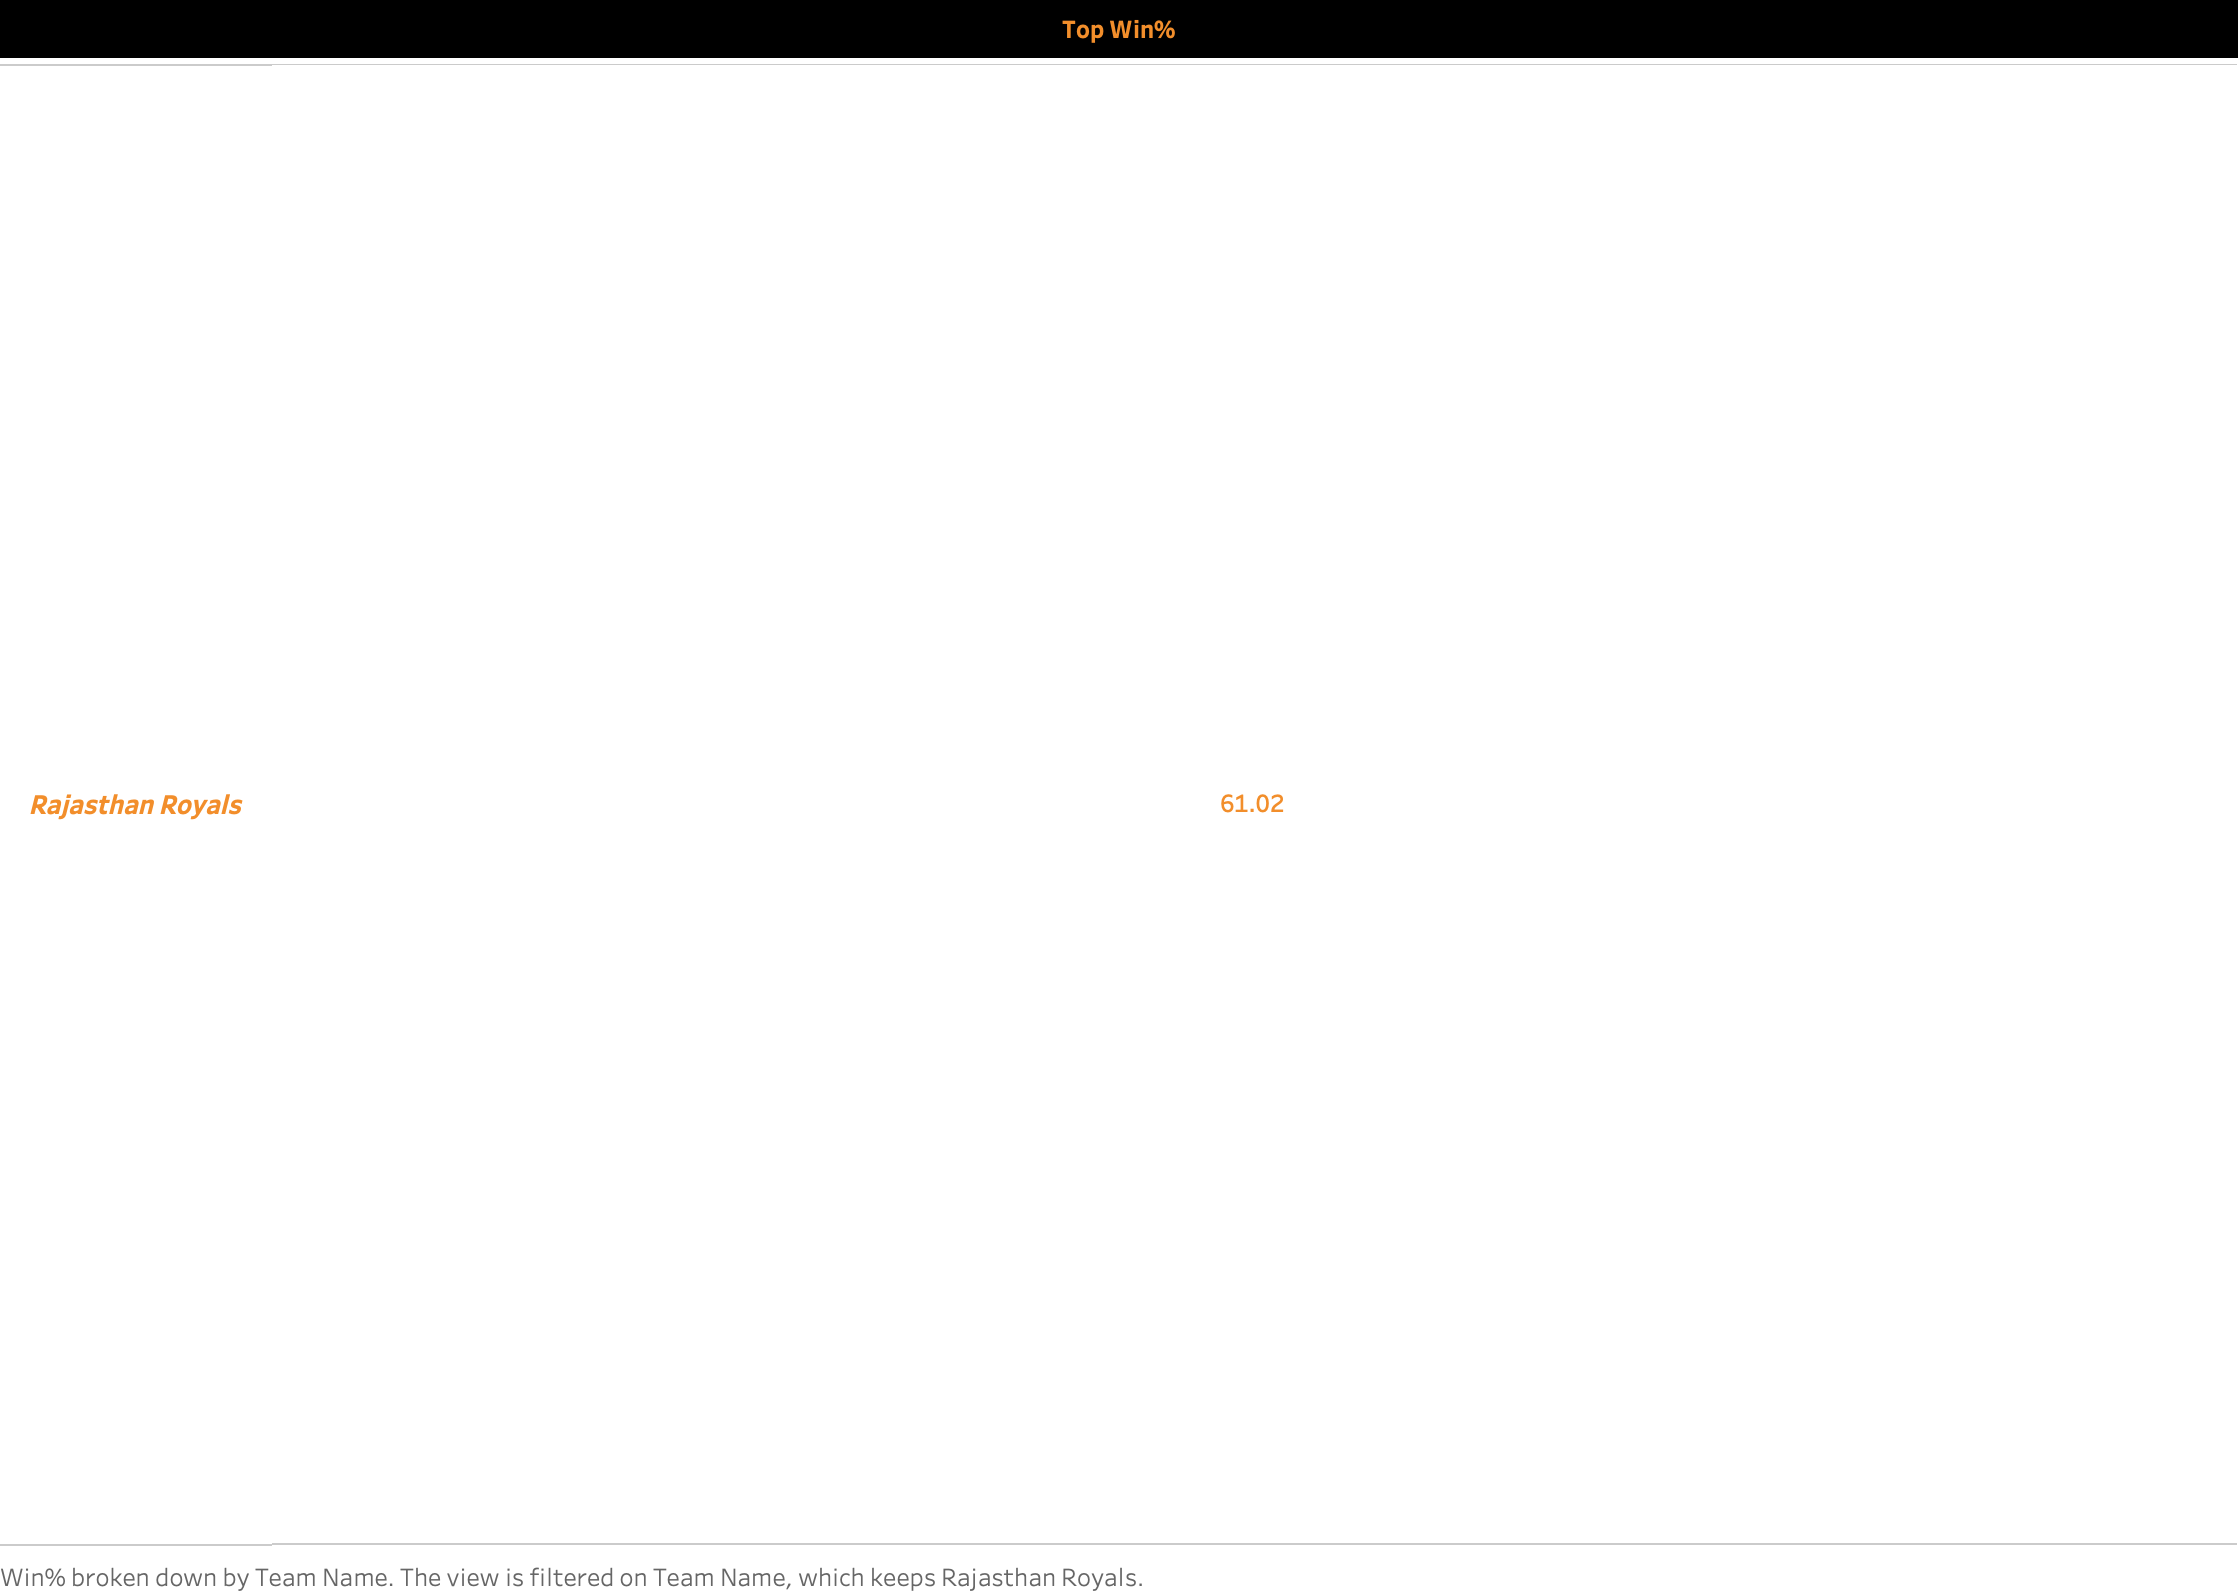 Top Win%
Rajasthan Royals 61.02
Win% broken down by Team Name. The view is filtered on Team Name, which keeps Rajasthan Royals.